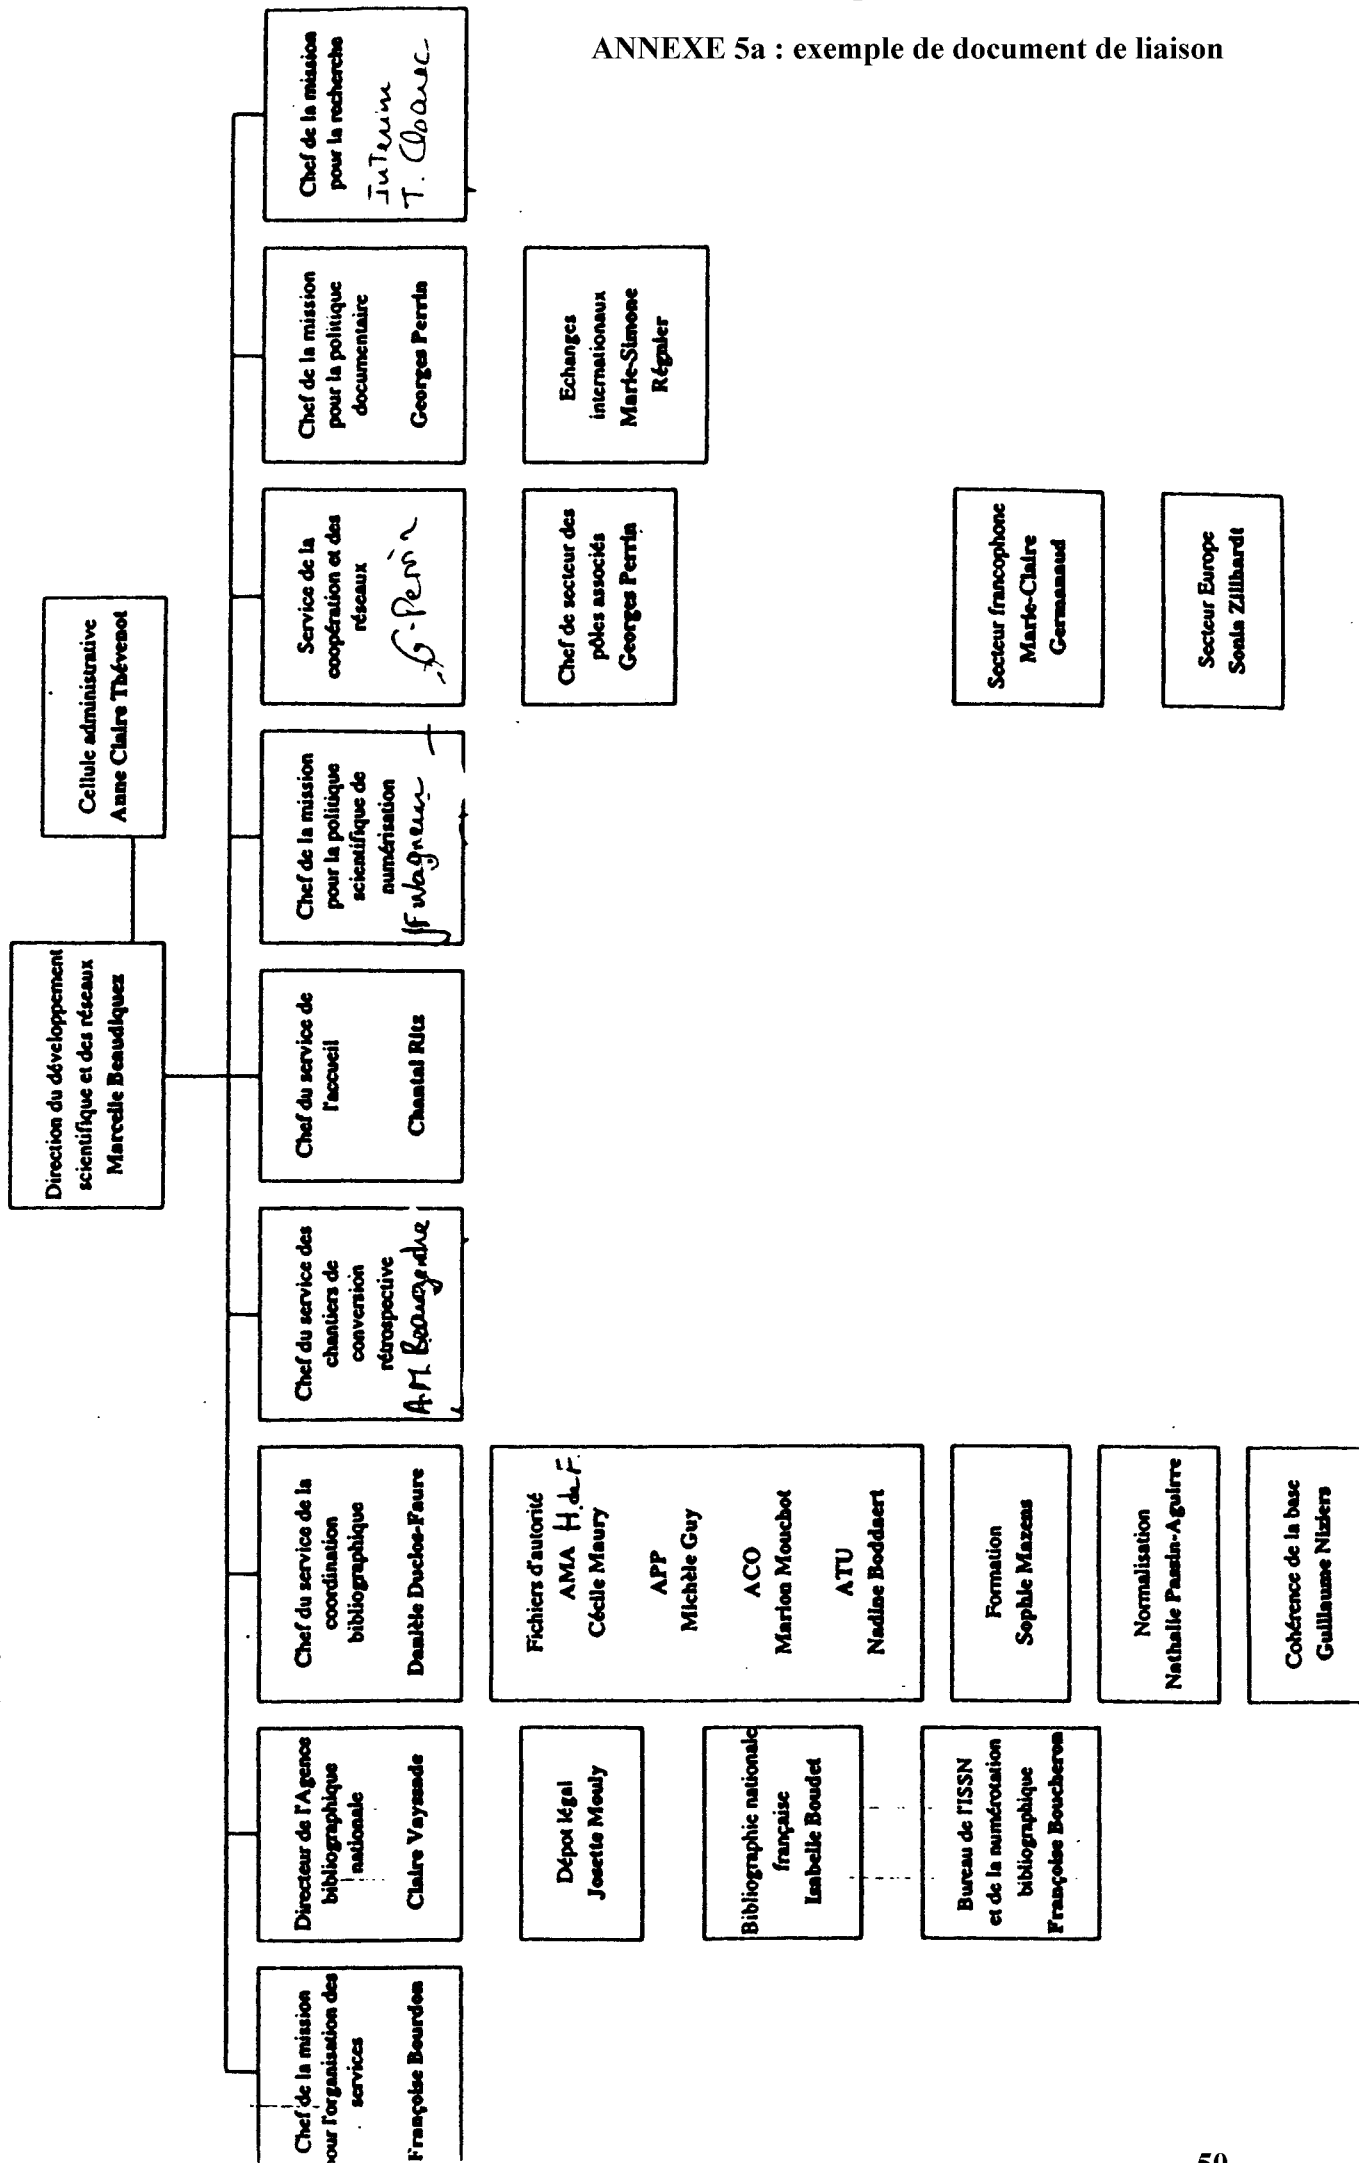 ANNEXE 5a : exemple de document de liaison
Direction du développement
scientifique et des réseaux
Marcelle Beaudiquez
Cellule administrative
Anne Claire Thévenot
Chef de la mission
pour l'organisation des
services
Françoise Bourdon
Directeur de l'Agence
bibliographique
nationale
Claire Vayssade
Dépot légal
Josette Mouly
Bibliographie nationale
française
Isabelle Boudet
Bureau de l'ISSN
et de la numérotation
bibliographique
Françoise Boucheron
Chef du service de la
coordination
bibliographique
Danièle Duclos-Faure
Fichiers d'autorité
AMA H. de F.
Cécile Maury
APP
Michèle Guy
ACO
Marion Mouchot
ATU
Nadine Boddaert
Formation
Sophie Mazens
Normalisation
Nathalie Passin-Aguirre
Cohérence de la base
Guillaume Niziers
Chef du service des
chantiers de
conversion
rétrospective
A.M. Beaugendre
Chef du service de
l'accueil
Chantal Ritz
Chef de la mission
pour la politique
scientifique de
numérisation
JF Wagneur
Service de la
coopération et des
réseaux
G. Perrin
Chef de secteur des
pôles associés
Georges Perrin
Secteur francophone
Marie-Claire
Germanaud
Secteur Europe
Sonia Zillhardt
Chef de la mission
pour la politique
documentaire
Georges Perrin
Echanges
internationaux
Marie-Simone
Régnier
Chef de la mission
pour la recherche
Interim
T. Cloarec
50